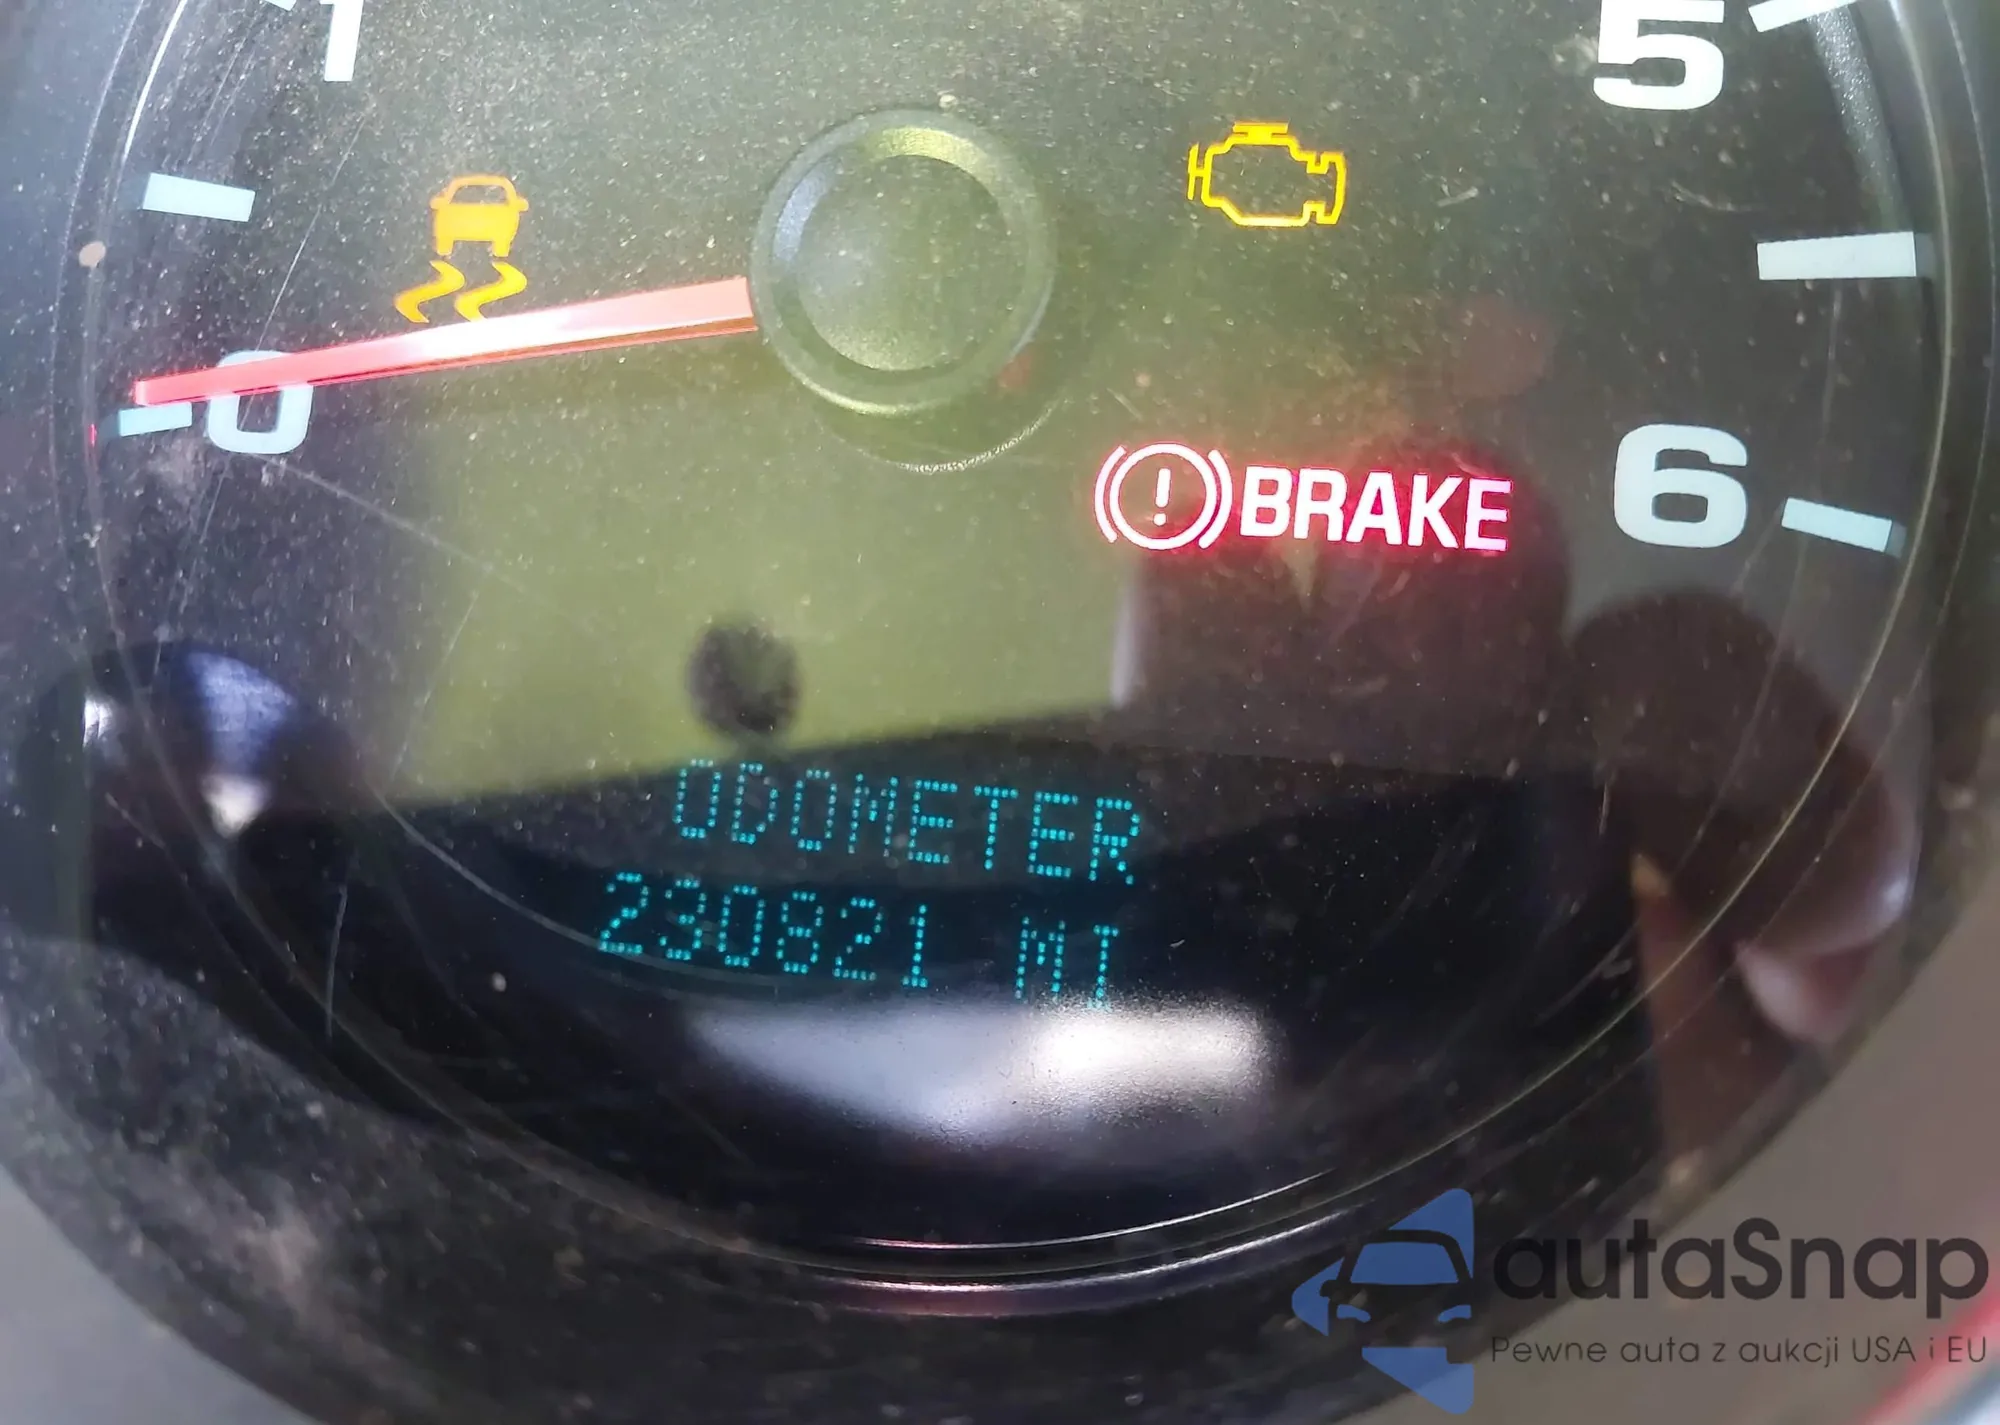 1
5
0
6
BRAKE
ODOMETER
230821 MI
autaSnap
Pewne auta z aukcji USA i EU